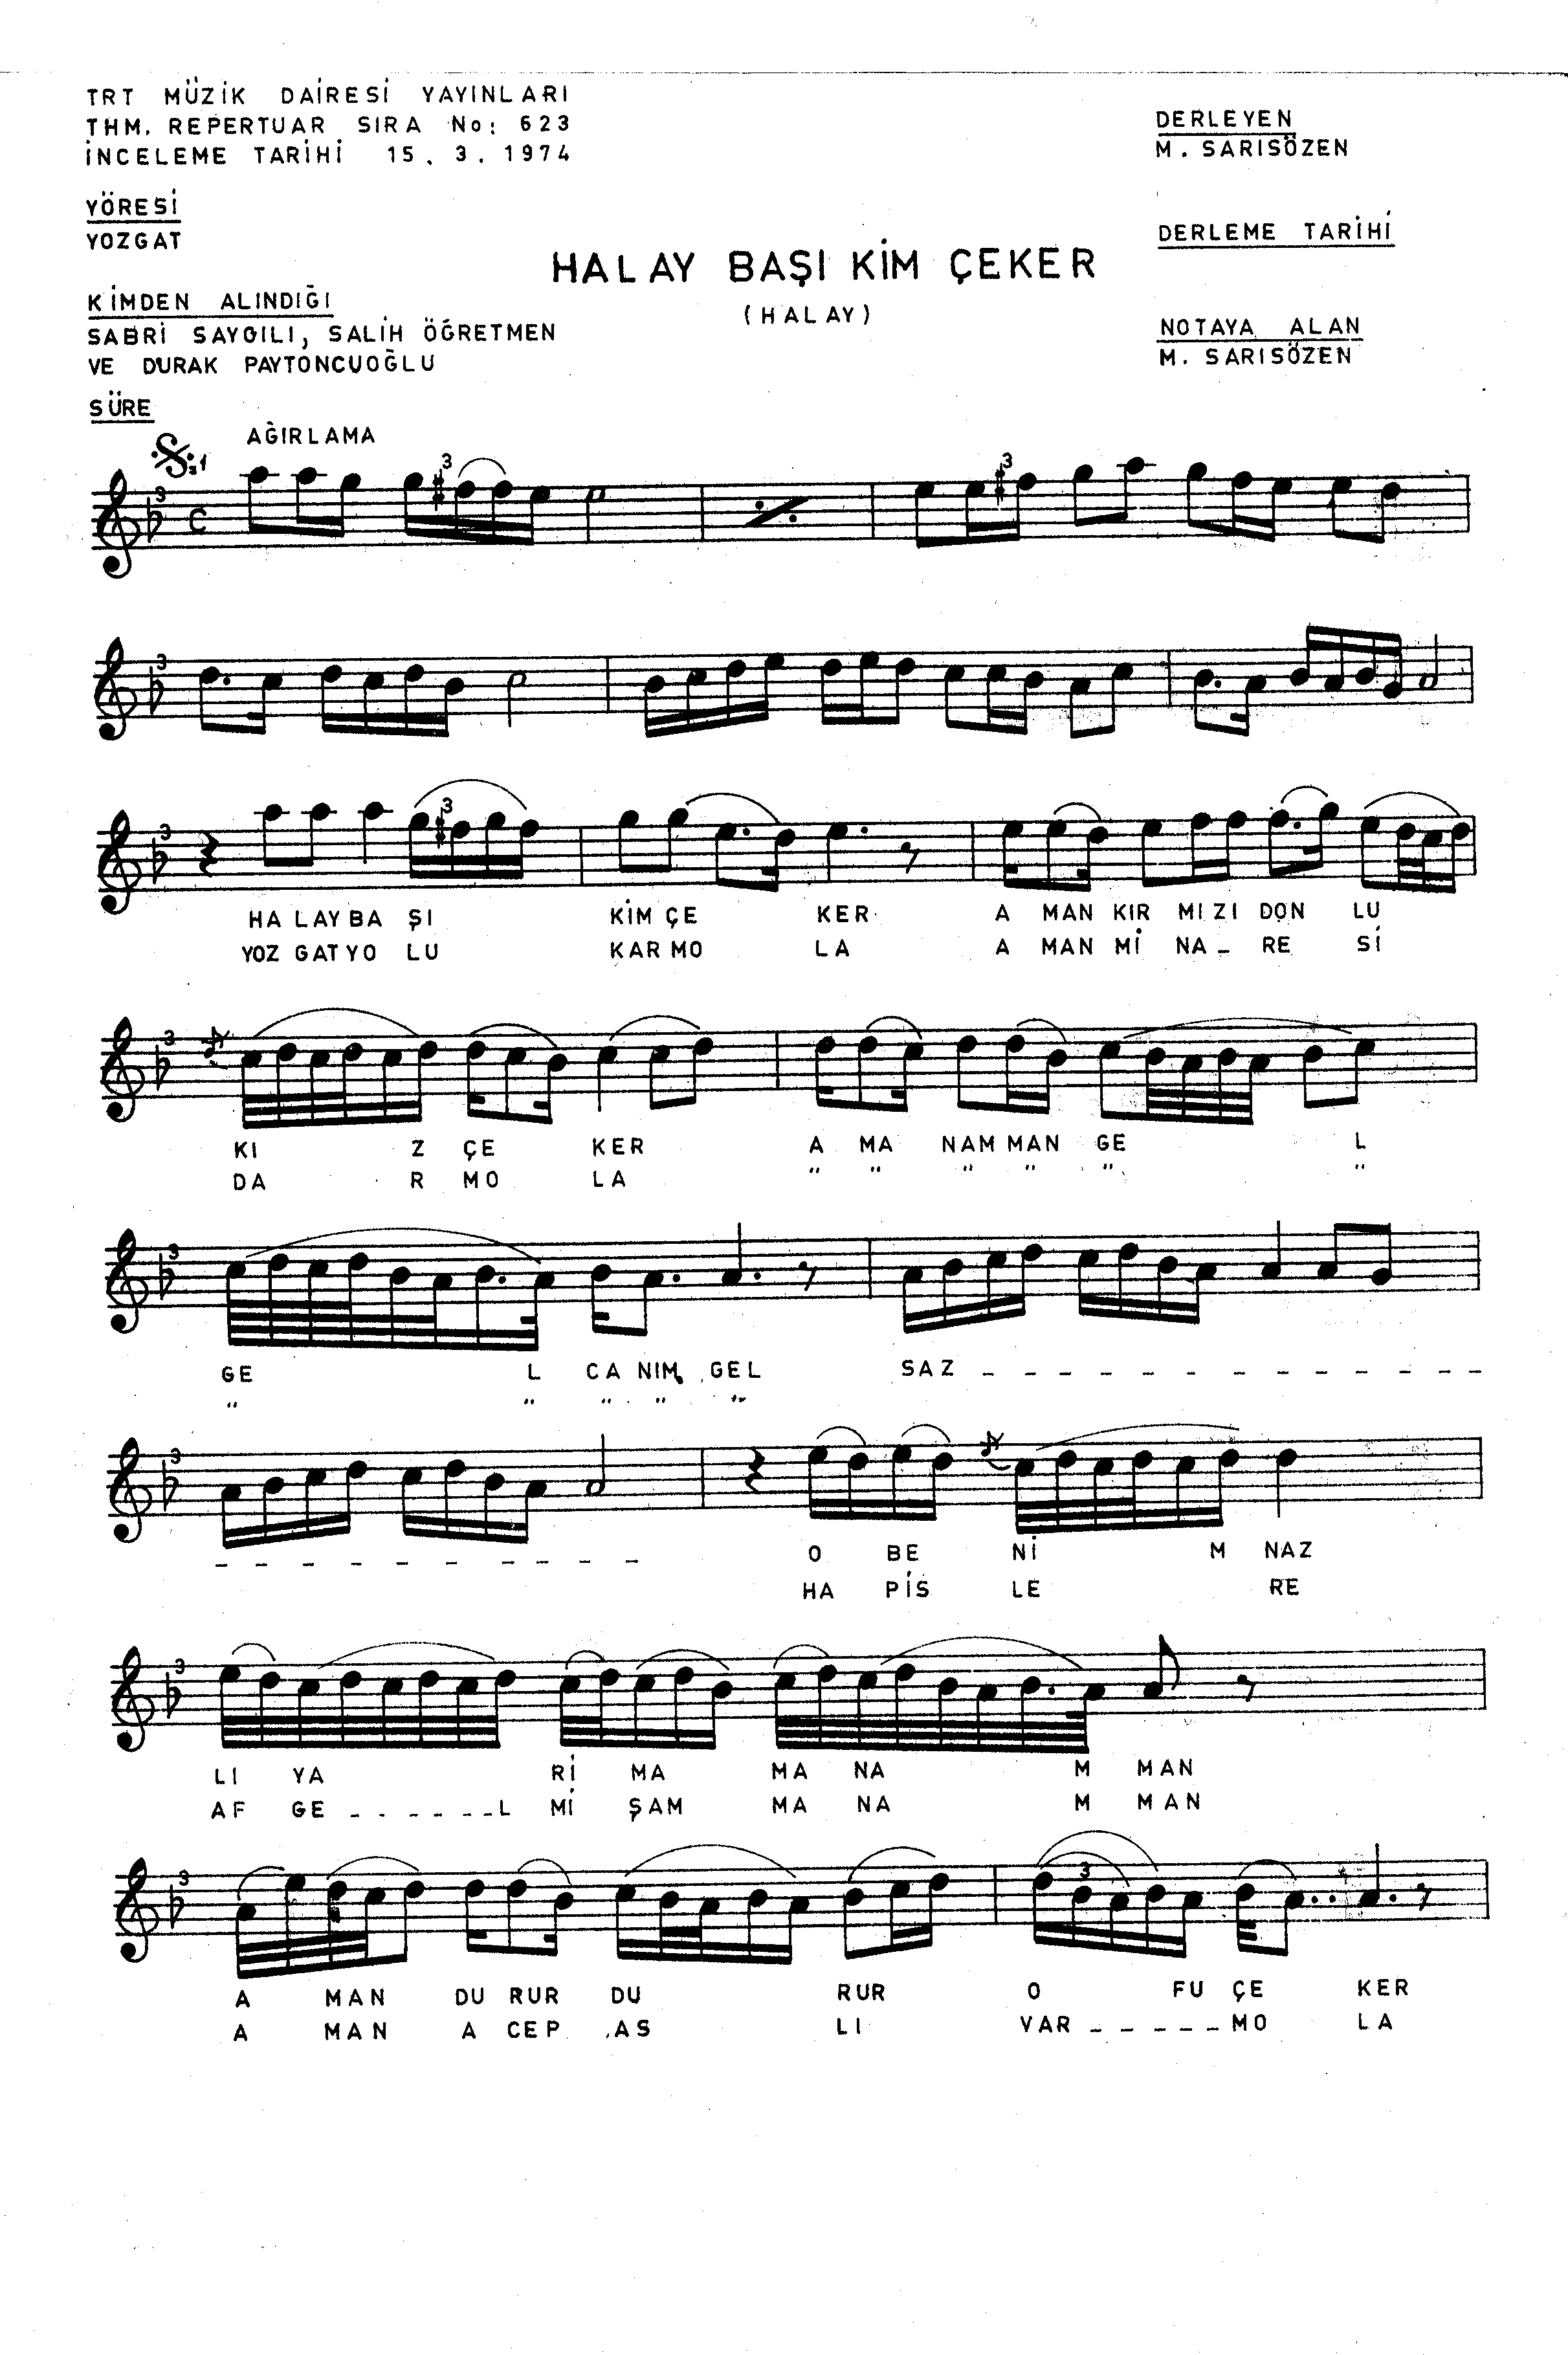 TRT MÜZİK DAİRESİ YAYINLARI
THM. REPERTUAR SIRA No: 623
İNCELEME TARİHİ 15. 3. 1974
DERLEYEN
M. SARISÖZEN
YÖRESİ
YOZGAT
DERLEME TARİHİ
HALAY BAŞI KİM ÇEKER
(HALAY)
KİMDEN ALINDIĞI
SABRİ SAYGILI, SALİH ÖĞRETMEN
VE DURAK PAYTONCUOĞLU
NOTAYA ALAN
M. SARISÖZEN
SÜRE
AĞIRLAMA
HA LAY BA ŞI KİM ÇE KER A MAN KIR MI ZI DON LU
YOZ GAT YO LU KAR MO LA A MAN Mİ NA _ RE Sİ
KI Z ÇE KER A MA NAM MAN GE L
DA R MO LA " " " " " "
GE L CA NIM GEL SAZ _ _ _ _ _ _ _ _ _ _ _ _
" " " " "
_ _ _ _ _ _ _ _ _ _ O BE Nİ M NAZ
HA PİS LE RE
LI YA Rİ MA MA NA M MAN
AF GE _ _ _ _ _ _ L Mİ ŞAM MA NA M MAN
A MAN DU RUR DU RUR O FU ÇE KER
A MAN A CEP AS LI VAR _ _ _ _ _ MO LA